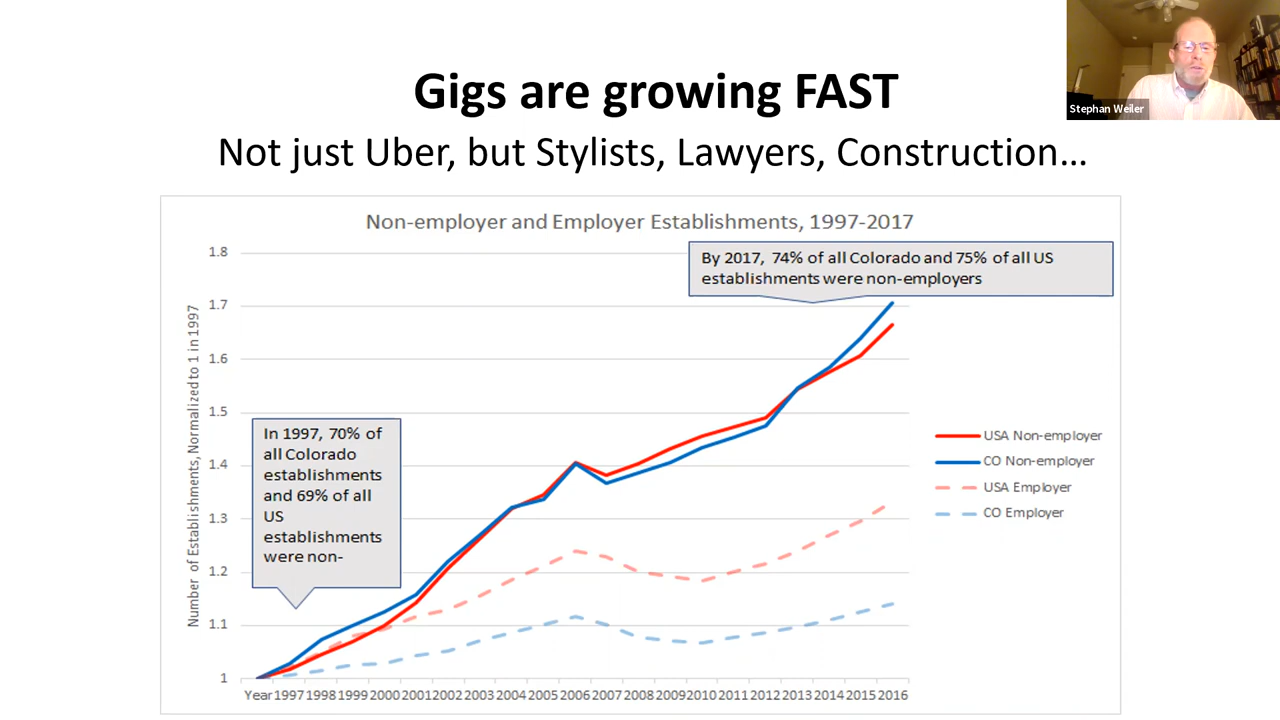 Gigs are growing FAST
Not just Uber, but Stylists, Lawyers, Construction…
Stephan Weiler
Non-employer and Employer Establishments, 1997-2017
By 2017, 74% of all Colorado and 75% of all US
establishments were non-employers
Number of Establishments, Normalized to 1 in 1997
1.8
1.7
1.6
1.5
1.4
1.3
1.2
1.1
1
In 1997, 70% of
all Colorado
establishments
and 69% of all
US
establishments
were non-
USA Non-employer
CO Non-employer
USA Employer
CO Employer
Year 1997 1998 1999 2000 2001 2002 2003 2004 2005 2006 2007 2008 2009 2010 2011 2012 2013 2014 2015 2016